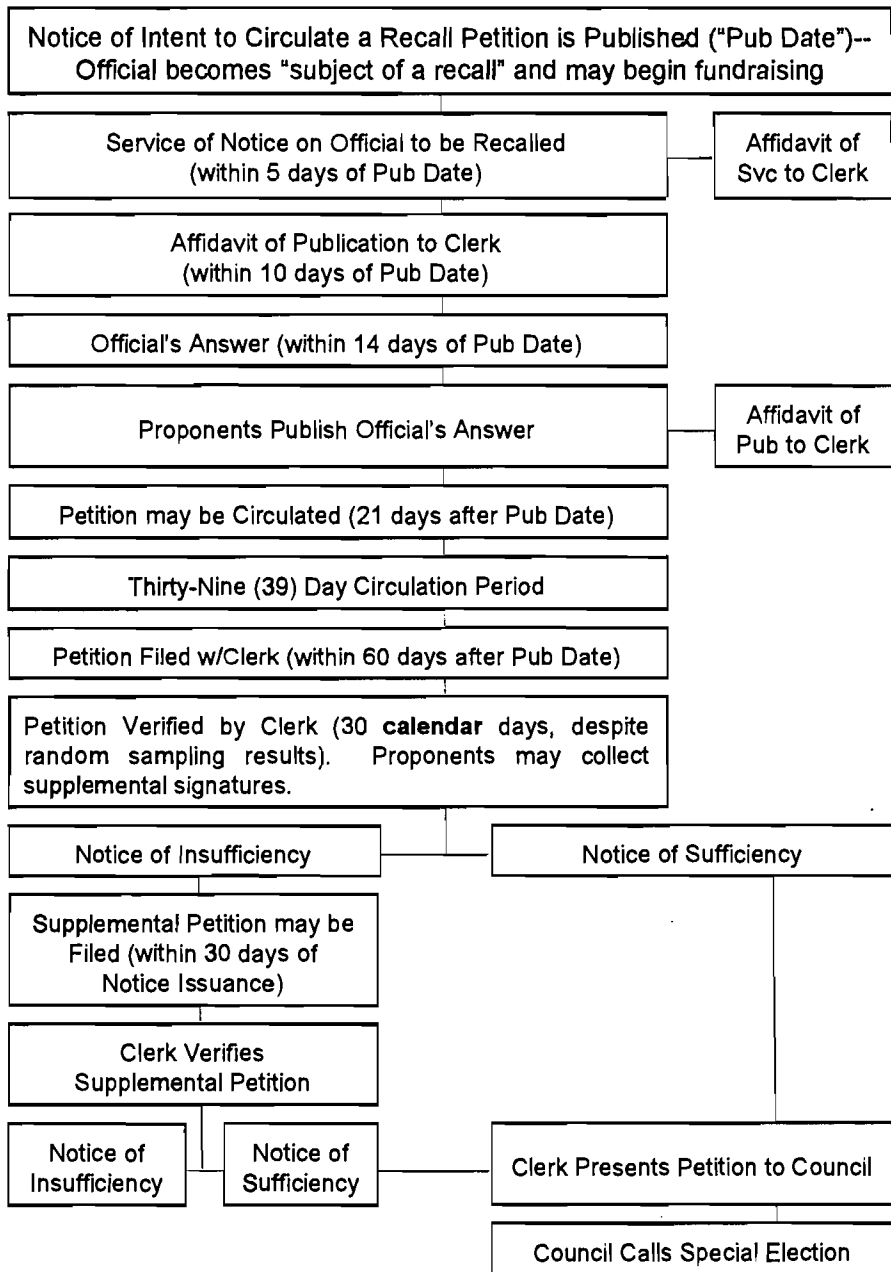 Notice of Intent to Circulate a Recall Petition is Published ("Pub Date")--
Official becomes "subject of a recall" and may begin fundraising
Service of Notice on Official to be Recalled
(within 5 days of Pub Date)
Affidavit of
Svc to Clerk
Affidavit of Publication to Clerk
(within 10 days of Pub Date)
Official's Answer (within 14 days of Pub Date)
Proponents Publish Official's Answer
Affidavit of
Pub to Clerk
Petition may be Circulated (21 days after Pub Date)
Thirty-Nine (39) Day Circulation Period
Petition Filed w/Clerk (within 60 days after Pub Date)
Petition Verified by Clerk (30 calendar days, despite
random sampling results). Proponents may collect
supplemental signatures.
Notice of Insufficiency
Notice of Sufficiency
Supplemental Petition may be
Filed (within 30 days of
Notice Issuance)
Clerk Verifies
Supplemental Petition
Notice of
Insufficiency
Notice of
Sufficiency
Clerk Presents Petition to Council
Council Calls Special Election